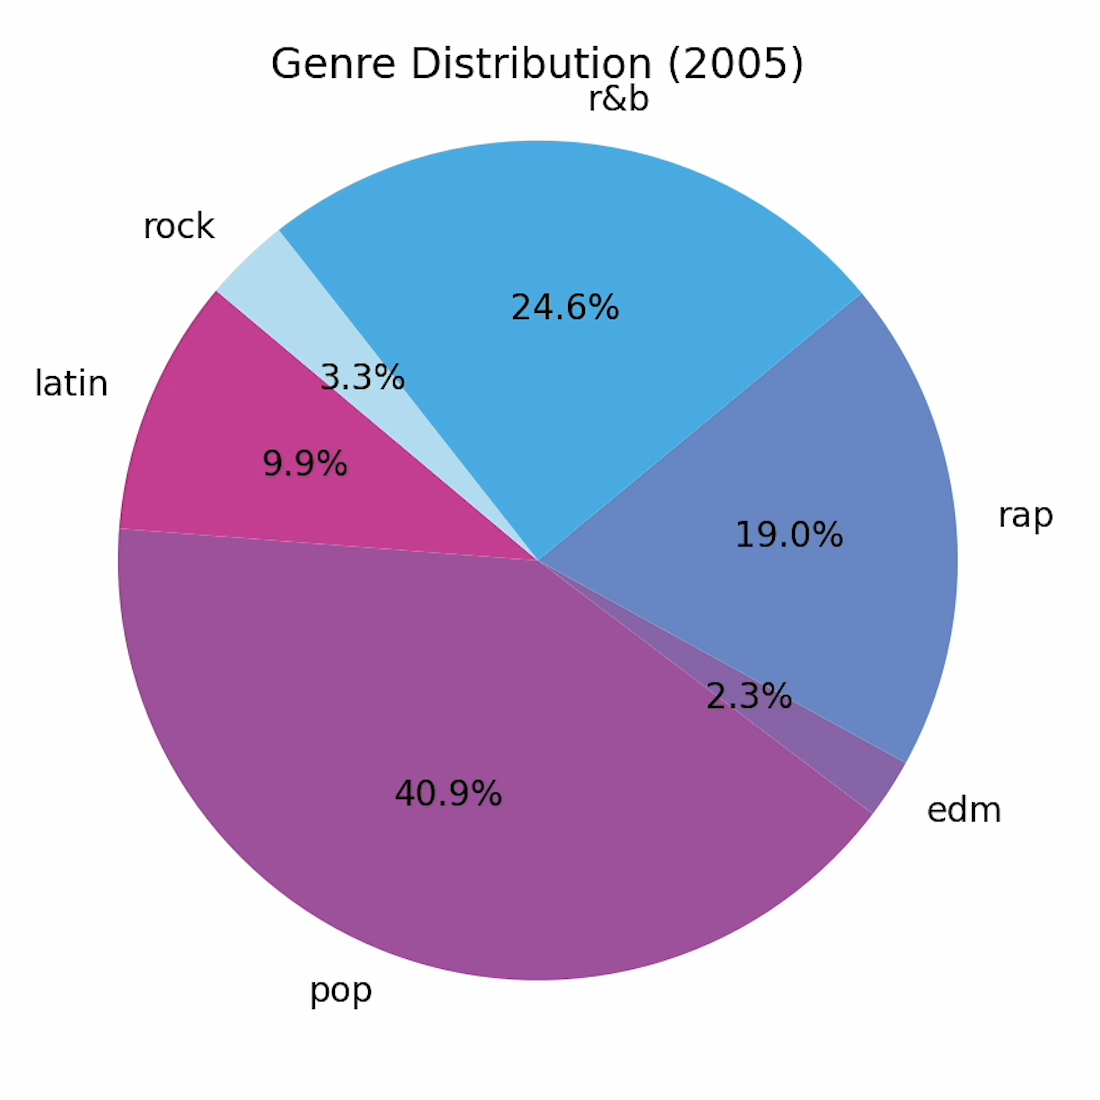 Genre Distribution (2005)
r&b
rock
24.6%
3.3%
latin
9.9%
rap
19.0%
2.3%
40.9%
edm
pop